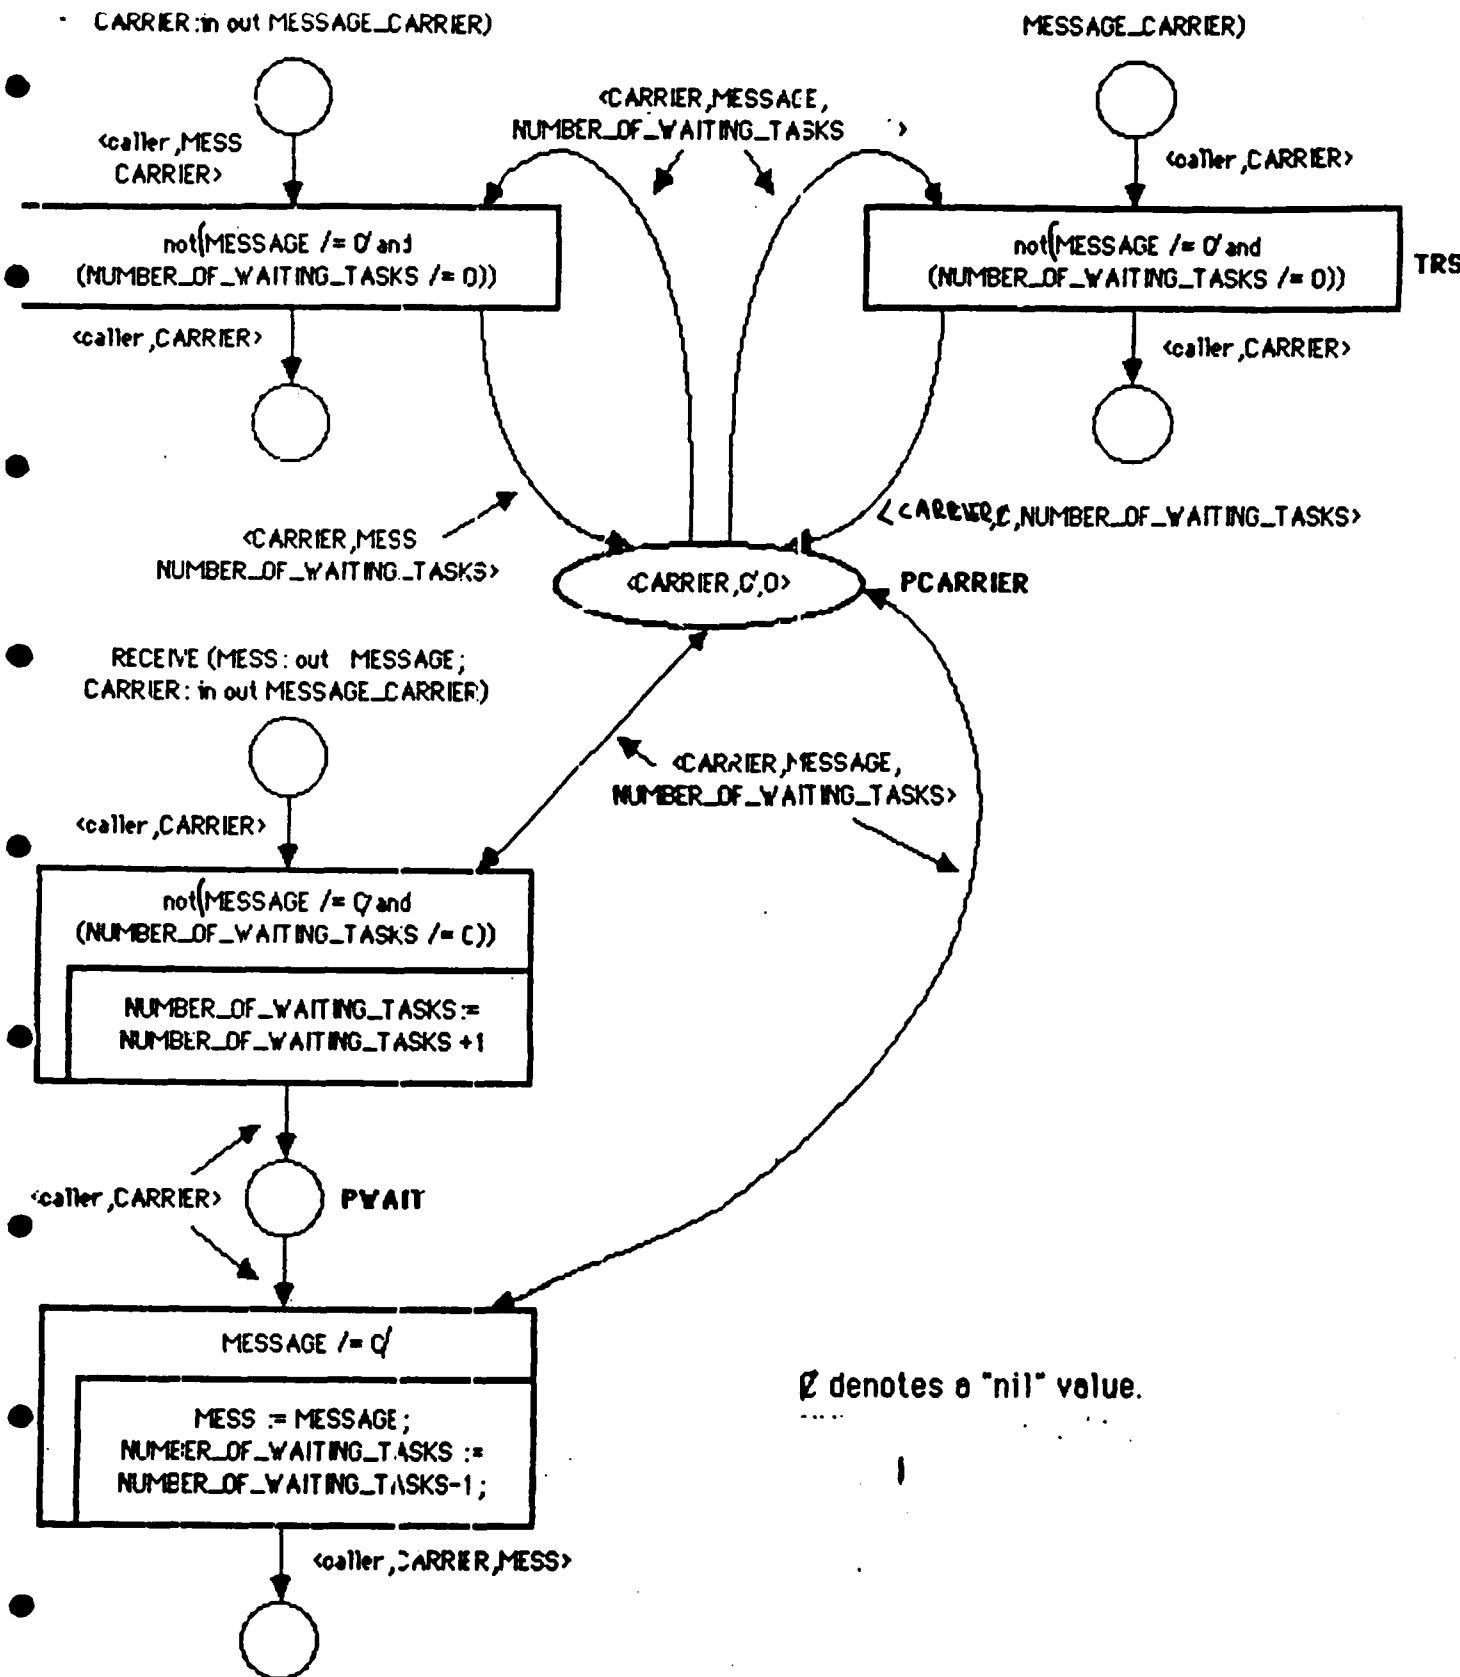 CARRIER:in out MESSAGE_CARRIER)
MESSAGE_CARRIER)
<CARRIER,MESSAGE,
NUMBER_OF_WAITING_TASKS >
<caller,MESS
CARRIER>
<caller,CARRIER>
not(MESSAGE /= Ȼ and
(NUMBER_OF_WAITING_TASKS /= 0))
not(MESSAGE /= Ȼ and
(NUMBER_OF_WAITING_TASKS /= 0))
TRS
<caller,CARRIER>
<caller,CARRIER>
<CARRIER,MESS
NUMBER_OF_WAITING_TASKS>
<CARRIER,Ȼ,NUMBER_OF_WAITING_TASKS>
<CARRIER,Ȼ,0>
PCARRIER
RECEIVE (MESS: out MESSAGE;
CARRIER: in out MESSAGE_CARRIER)
<CARRIER,MESSAGE,
NUMBER_OF_WAITING_TASKS>
<caller,CARRIER>
not(MESSAGE /= Ȼ and
(NUMBER_OF_WAITING_TASKS /= 0))
NUMBER_OF_WAITING_TASKS :=
NUMBER_OF_WAITING_TASKS +1
<caller,CARRIER>
PWAIT
MESSAGE /= Ȼ
MESS := MESSAGE;
NUMBER_OF_WAITING_TASKS :=
NUMBER_OF_WAITING_TASKS-1;
Ȼ denotes a "nil" value.
<caller,CARRIER,MESS>